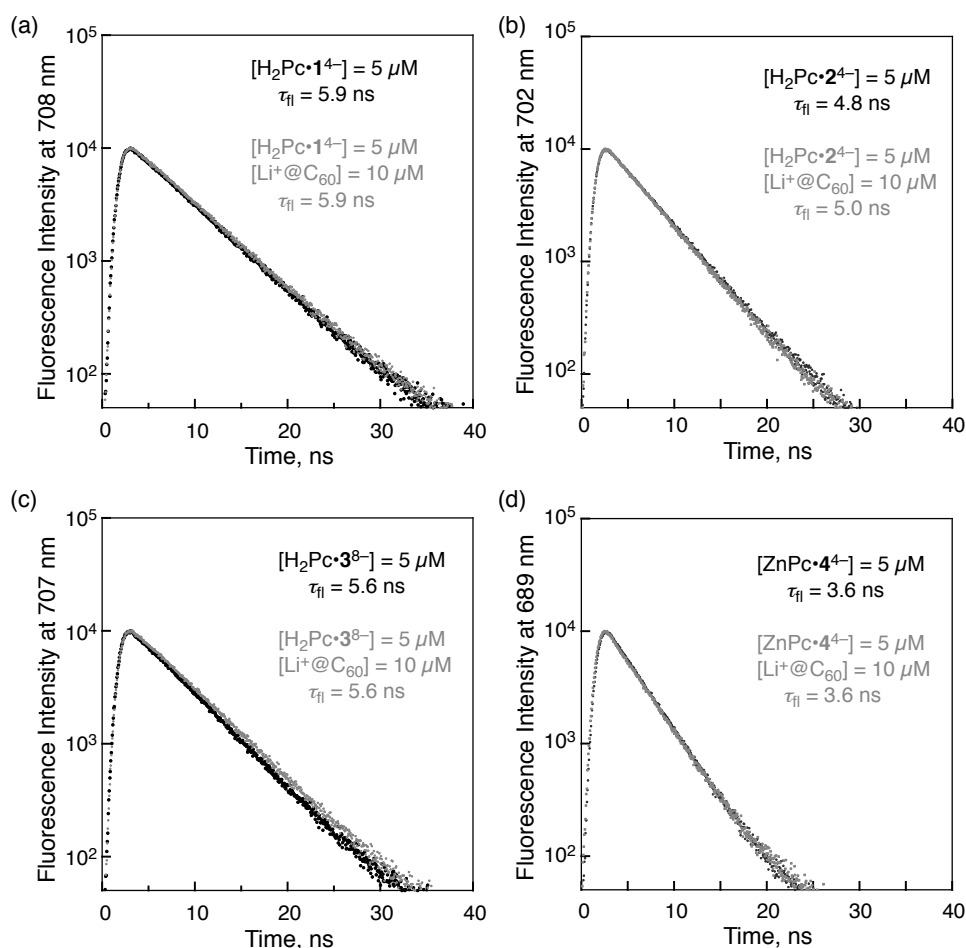 (a)
10⁵
10⁴
10³
10²
Fluorescence Intensity at 708 nm
[H₂Pc•1⁴⁻] = 5 μM
τfl = 5.9 ns
[H₂Pc•1⁴⁻] = 5 μM
[Li⁺@C₆₀] = 10 μM
τfl = 5.9 ns
0 10 20 30 40
Time, ns
(b)
10⁵
10⁴
10³
10²
Fluorescence Intensity at 702 nm
[H₂Pc•2⁴⁻] = 5 μM
τfl = 4.8 ns
[H₂Pc•2⁴⁻] = 5 μM
[Li⁺@C₆₀] = 10 μM
τfl = 5.0 ns
0 10 20 30 40
Time, ns
(c)
10⁵
10⁴
10³
10²
Fluorescence Intensity at 707 nm
[H₂Pc•3⁸⁻] = 5 μM
τfl = 5.6 ns
[H₂Pc•3⁸⁻] = 5 μM
[Li⁺@C₆₀] = 10 μM
τfl = 5.6 ns
0 10 20 30 40
Time, ns
(d)
10⁵
10⁴
10³
10²
Fluorescence Intensity at 689 nm
[ZnPc•4⁴⁻] = 5 μM
τfl = 3.6 ns
[ZnPc•4⁴⁻] = 5 μM
[Li⁺@C₆₀] = 10 μM
τfl = 3.6 ns
0 10 20 30 40
Time, ns